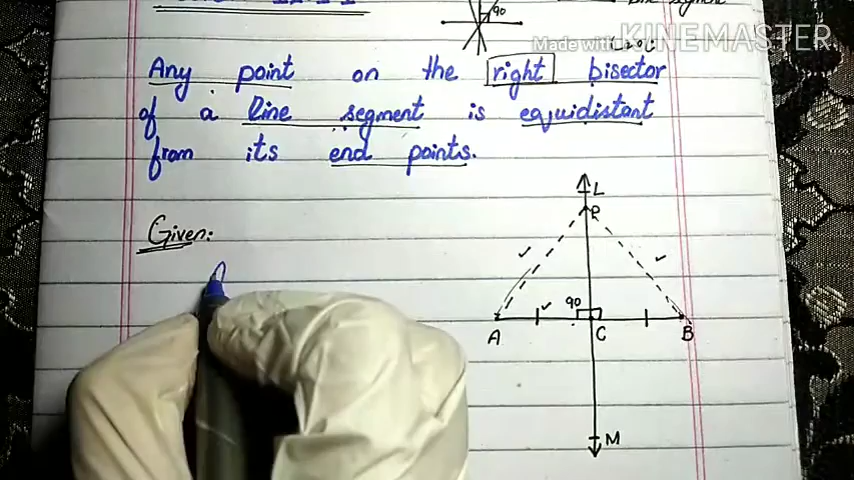 90
Made with KINEMASTER
Any point on the right bisector
of a line segment is equidistant
from its end points.
L
P
Given:
90
A C B
M